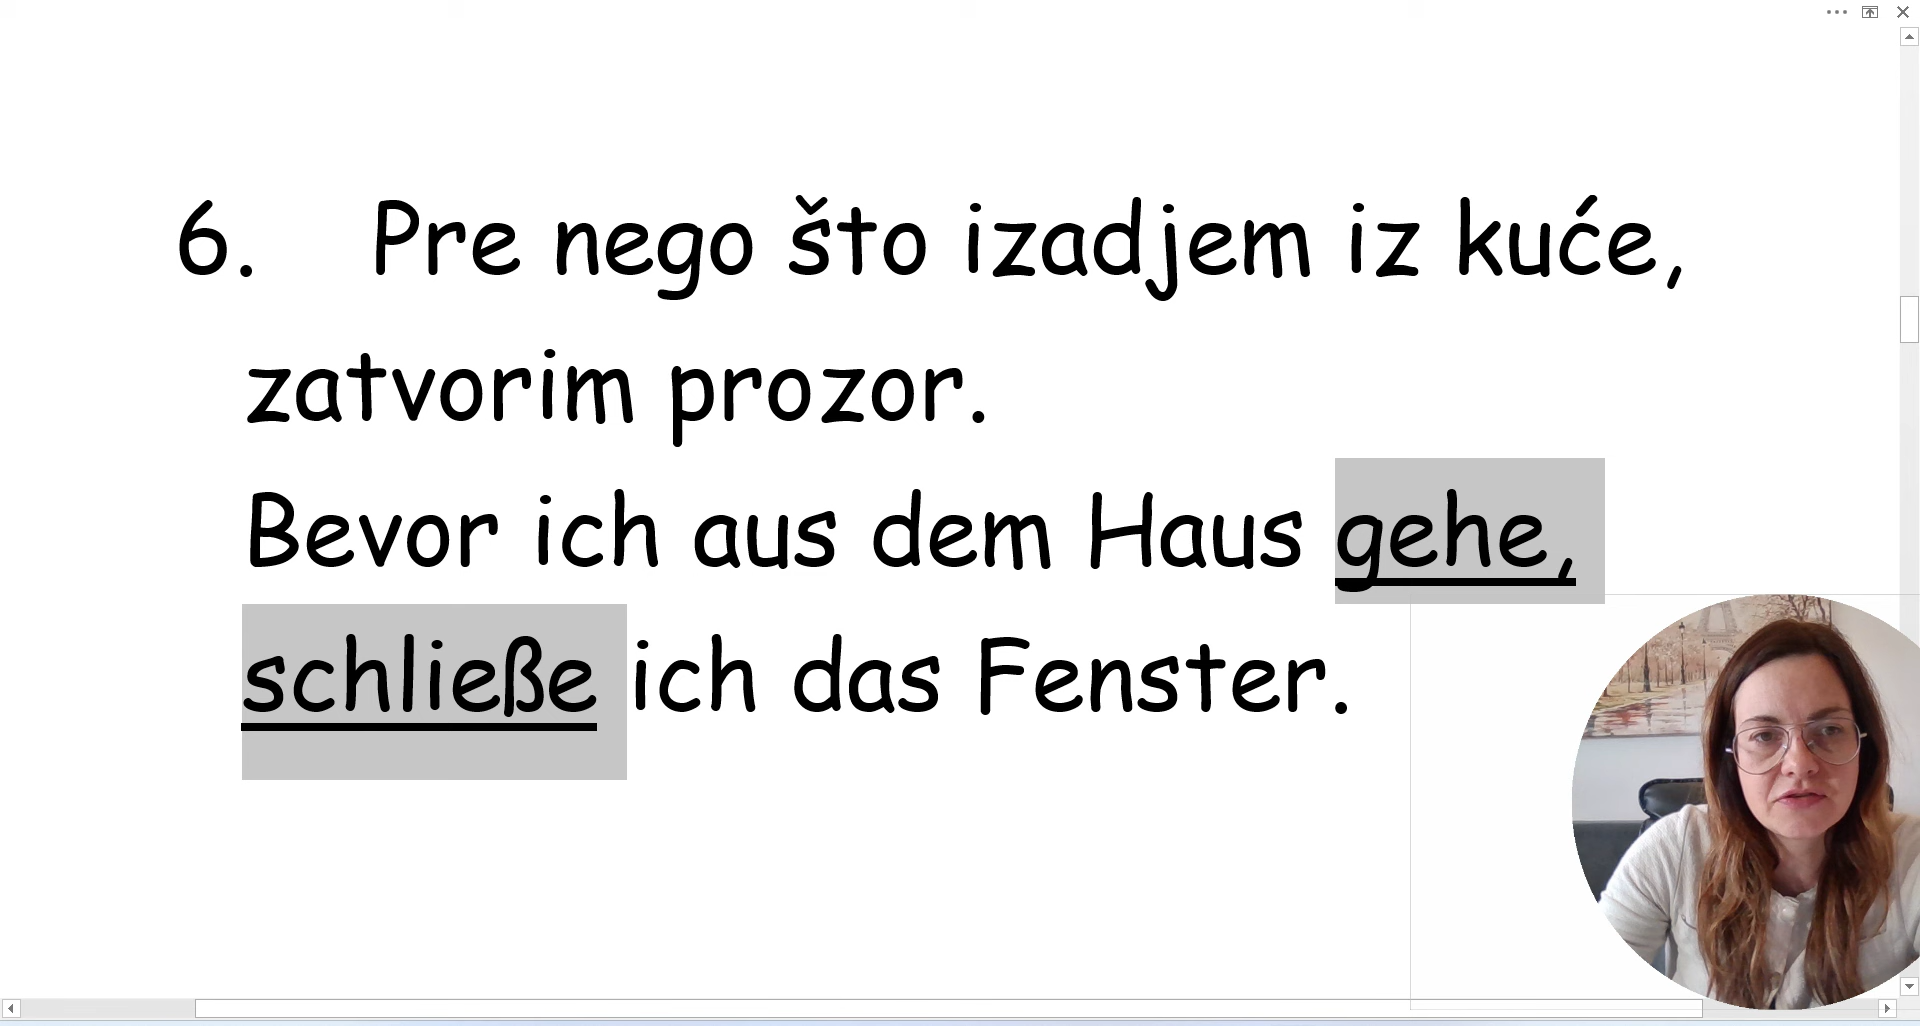 6. Pre nego što izadjem iz kuće,
zatvorim prozor.
Bevor ich aus dem Haus gehe,
schließe ich das Fenster.